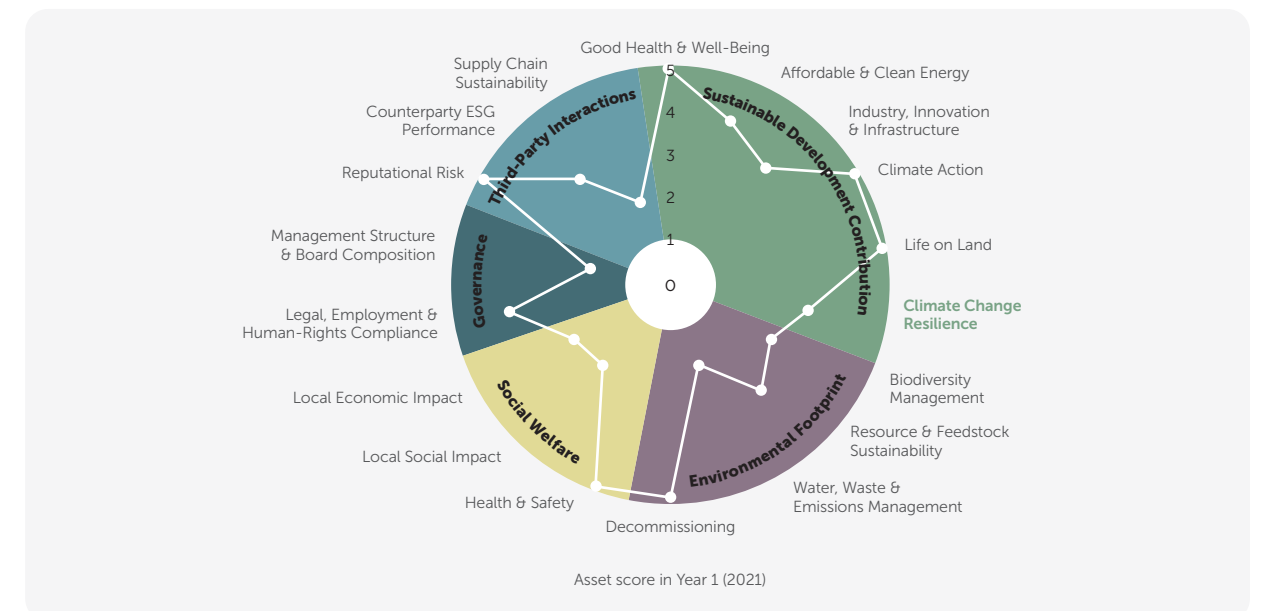 Good Health & Well-Being
Affordable & Clean Energy
Industry, Innovation
& Infrastructure
Climate Action
Life on Land
Climate Change
Resilience
Biodiversity
Management
Resource & Feedstock
Sustainability
Water, Waste &
Emissions Management
Decommissioning
Health & Safety
Local Social Impact
Local Economic Impact
Legal, Employment &
Human-Rights Compliance
Management Structure
& Board Composition
Reputational Risk
Counterparty ESG
Performance
Supply Chain
Sustainability
5
4
3
2
1
0
Sustainable Development Contribution
Environmental Footprint
Social Welfare
Governance
Third-Party Interactions
Asset score in Year 1 (2021)